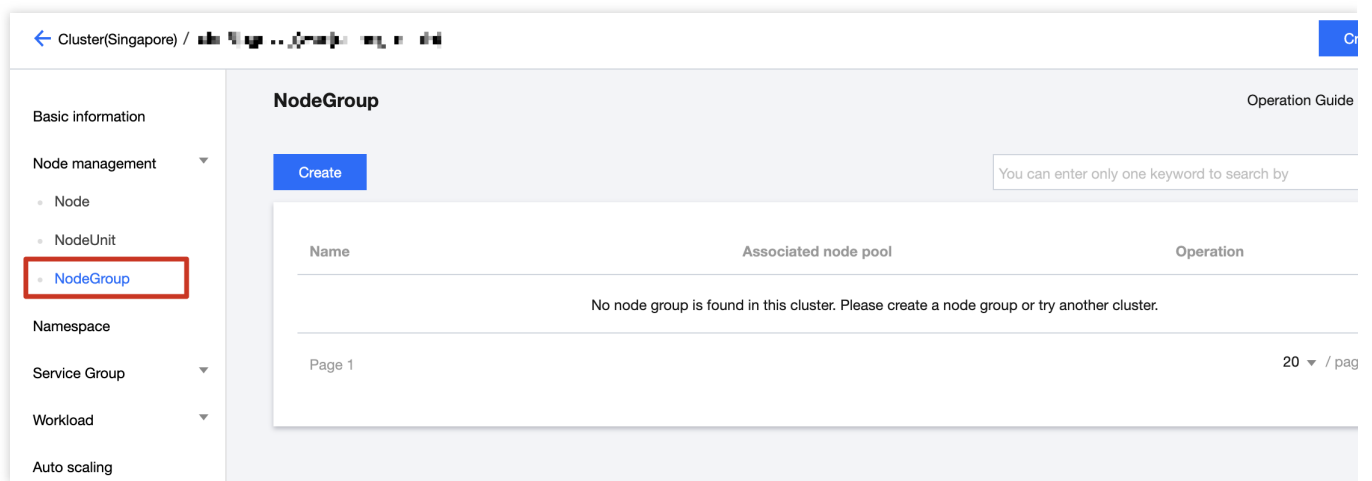 Cluster(Singapore) /
Cr
Basic information
Node management
Node
NodeUnit
NodeGroup
Namespace
Service Group
Workload
Auto scaling
NodeGroup
Operation Guide
Create
You can enter only one keyword to search by
Name Associated node pool Operation
No node group is found in this cluster. Please create a node group or try another cluster.
Page 1
20 / pag